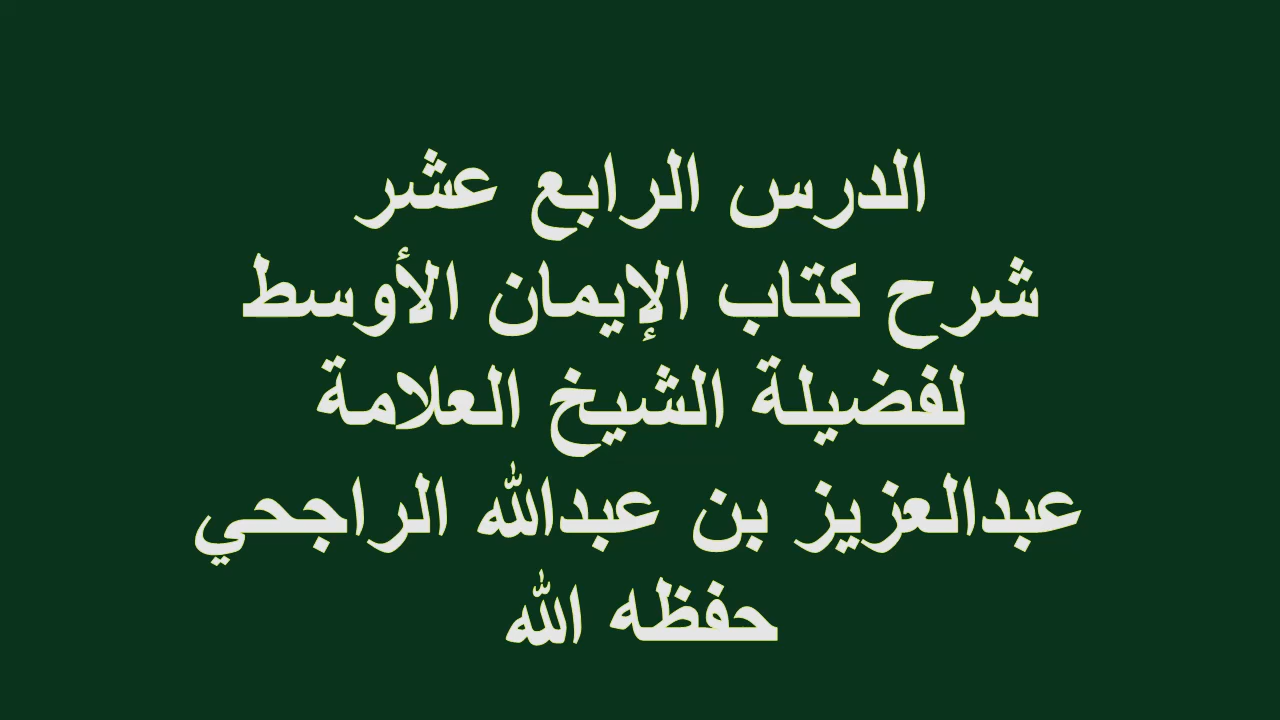 الدرس الرابع عشر
شرح كتاب الإيمان الأوسط
لفضيلة الشيخ العلامة
عبدالعزيز بن عبدالله الراجحي
حفظه الله